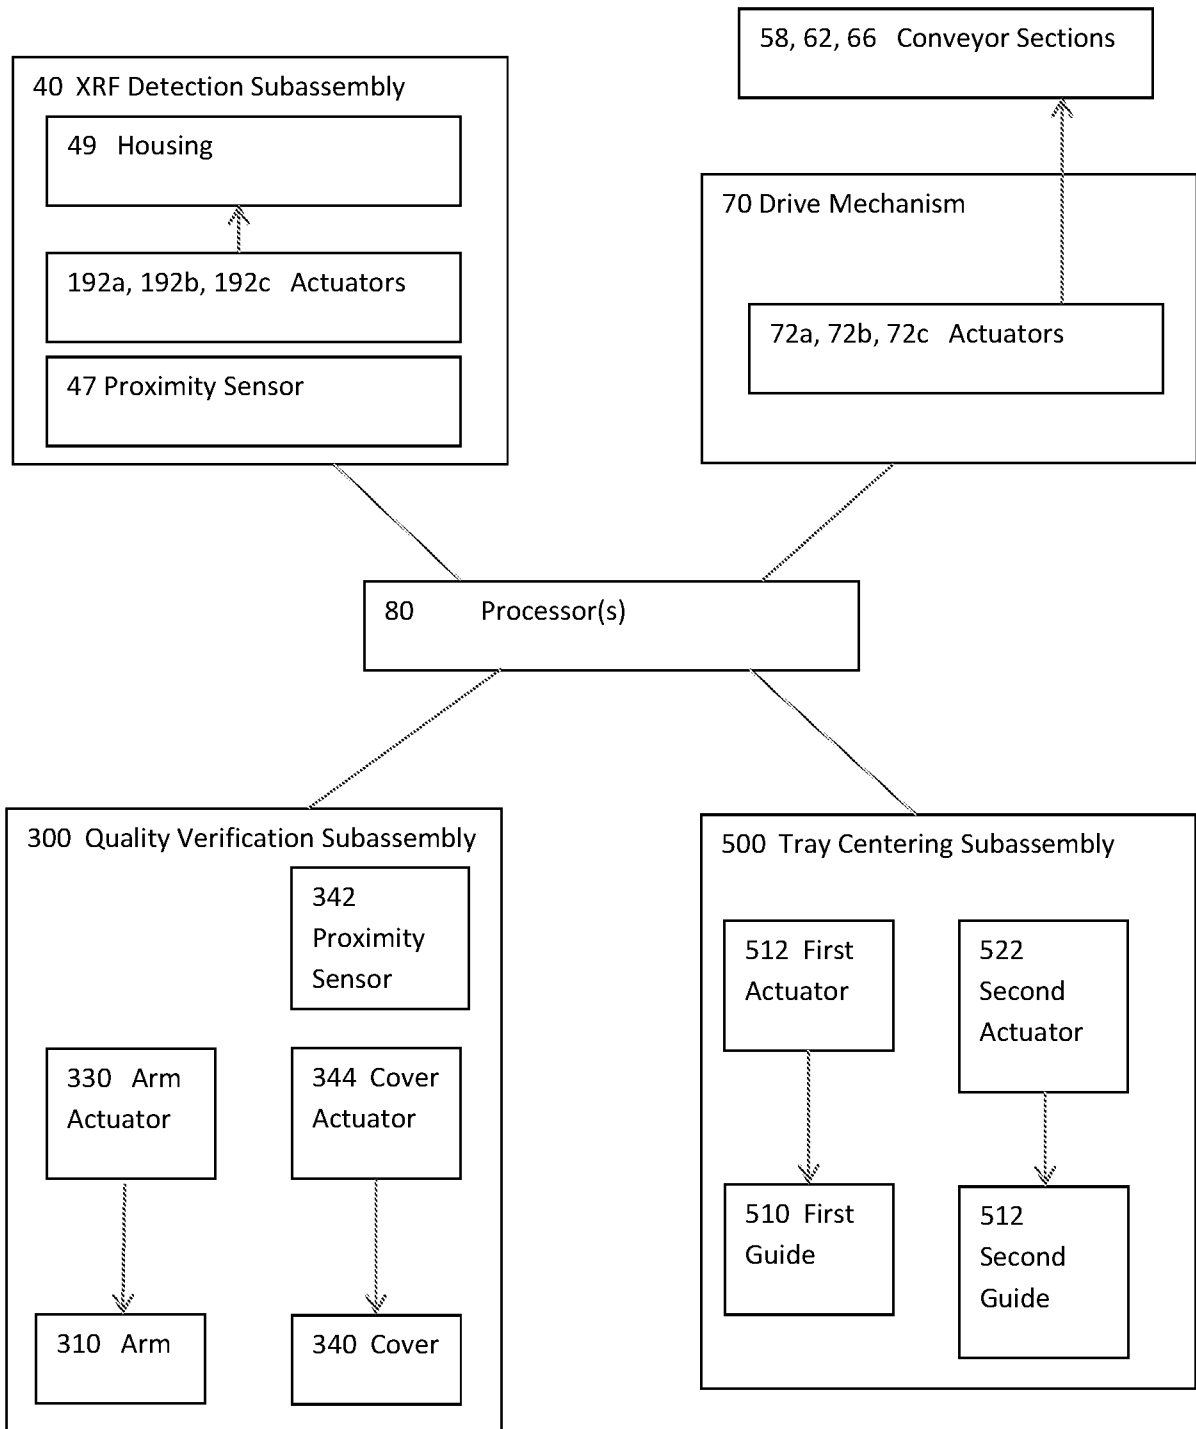 58, 62, 66 Conveyor Sections
40 XRF Detection Subassembly
49 Housing
192a, 192b, 192c Actuators
47 Proximity Sensor
70 Drive Mechanism
72a, 72b, 72c Actuators
80 Processor(s)
300 Quality Verification Subassembly
342
Proximity
Sensor
330 Arm
Actuator
344 Cover
Actuator
310 Arm
340 Cover
500 Tray Centering Subassembly
512 First
Actuator
522
Second
Actuator
510 First
Guide
512
Second
Guide